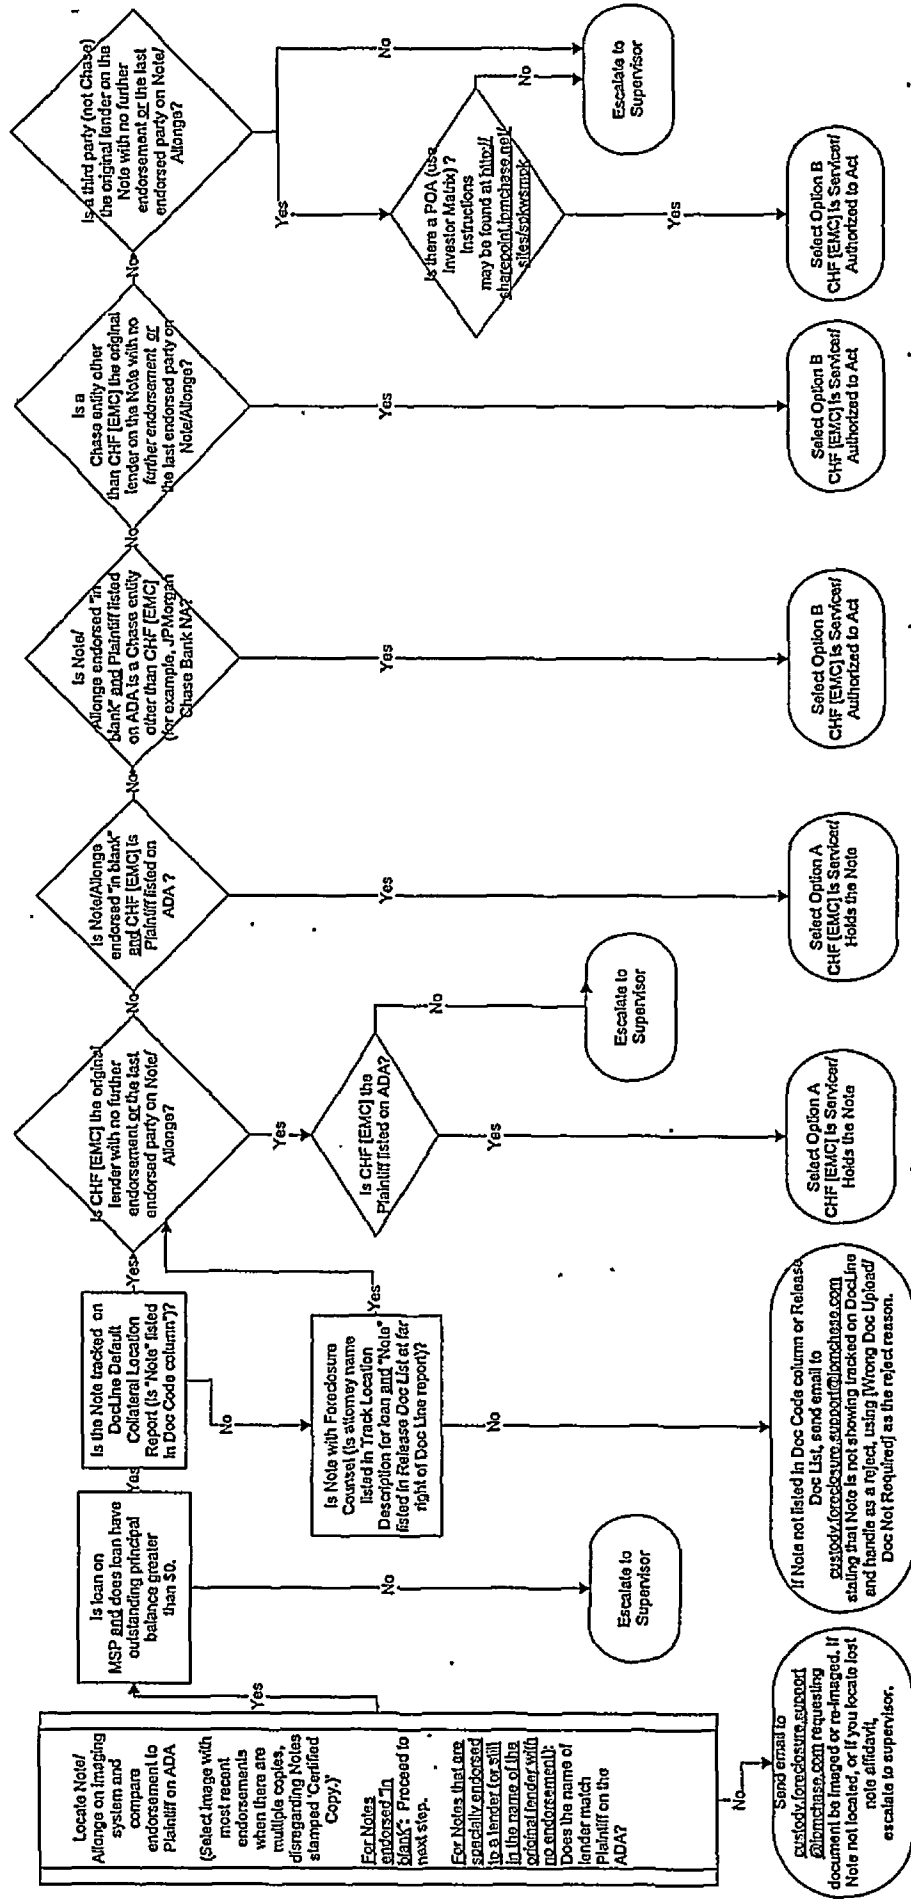 Locate Note/
Allonge on Imaging
system and
compare
endorsement to
Plaintiff on ADA
(Select Image with
most recent
endorsements
when there are
multiple copies,
disregarding Notes
stamped 'Certified
Copy.)"
For Notes
endorsed "In
blank": Proceed to
next step.
For Notes that are
specially endorsed
to a lender (or still
in the name of the
original lender with
no endorsement):
Does the name of
lender match
Plaintiff on the
ADA?
Yes
No
Send email to
custody.foreclosure.support
@jpmchase.com requesting
document be imaged or re-imaged. If
Note not located, or if you locate lost
note affidavit,
escalate to supervisor.
Is loan on
MSP and does loan have
outstanding principal
balance greater
than $0.
Yes
No
Escalate to
Supervisor
Is the Note tracked on
DocLine Default
Collateral Location
Report (Is "Note" listed
In Doc Code column")?
Yes
No
Is Note with Foreclosure
Counsel (Is attorney name
listed in Track Location
Description for loan and "Note"
listed in Release Doc List at far
right of Doc Line report)?
Yes
No
If Note not listed in Doc Code column or Release
Doc List, send email to
custody.foreclosure.support@jpmchase.com
stating that Note is not showing tracked on DocLine
and handle as a reject, using [Wrong Doc Upload/
Doc Not Required] as the reject reason.
Is CHF [EMC] the original
lender with no further
endorsement or the last
endorsed party on Note/
Allonge?
Yes
No
Is CHF [EMC] the
Plaintiff listed on ADA?
No
Escalate to
Supervisor
Yes
Select Option A
CHF [EMC] Is Servicer/
Holds the Note
Is Note/Allonge
endorsed "in blank"
and CHF [EMC] is
Plaintiff listed on
ADA ?
No
Yes
Select Option A
CHF [EMC] Is Servicer/
Holds the Note
Is Note/
Allonge endorsed "in
blank" and Plaintiff listed
on ADA is a Chase entity
other than CHF [EMC]
(for example, JPMorgan
Chase Bank NA?
No
Yes
Select Option B
CHF [EMC] Is Servicer/
Authorized to Act
Is a
Chase entity other
than CHF [EMC] the original
lender on the Note with no
further endorsement or
the last endorsed party on
Note/Allonge?
No
Yes
Select Option B
CHF [EMC] Is Servicer/
Authorized to Act
Is a third party (not Chase)
the original lender on the
Note with no further
endorsement or the last
endorsed party on Note/
Allonge?
Yes
No
Is there a POA (use
Investor Matrix) ?
Instructions
may be found at http://
sharepoint.jpmchase.net/
sites/spkwsmpk
No
Escalate to
Supervisor
Yes
Select Option B
CHF [EMC] Is Servicer/
Authorized to Act